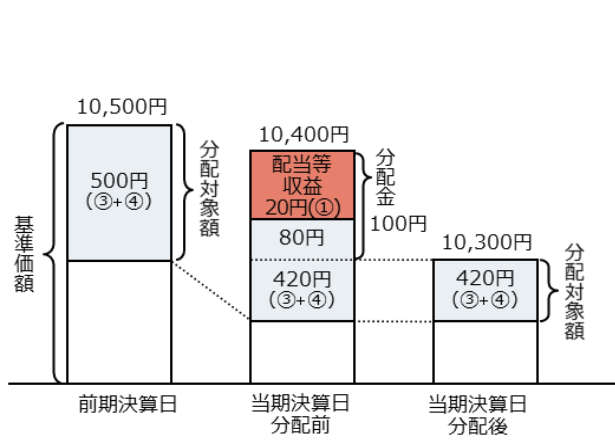 10,500円
500円
(③+④)
分配対象額
基準価額
前期決算日
10,400円
配当等
収益
20円(①)
80円
420円
(③+④)
分配金
100円
当期決算日
分配前
10,300円
420円
(③+④)
分配対象額
当期決算日
分配後